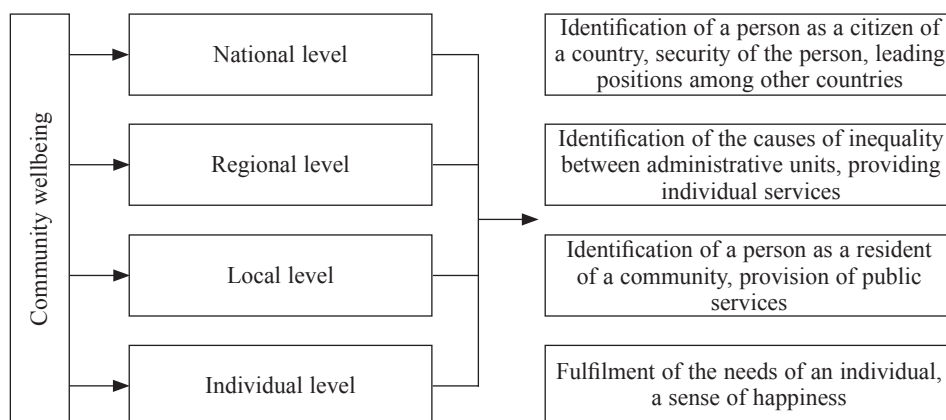 Community wellbeing
National level
Identification of a person as a citizen of
a country, security of the person, leading
positions among other countries
Regional level
Identification of the causes of inequality
between administrative units, providing
individual services
Local level
Identification of a person as a resident
of a community, provision of public
services
Individual level
Fulfilment of the needs of an individual,
a sense of happiness